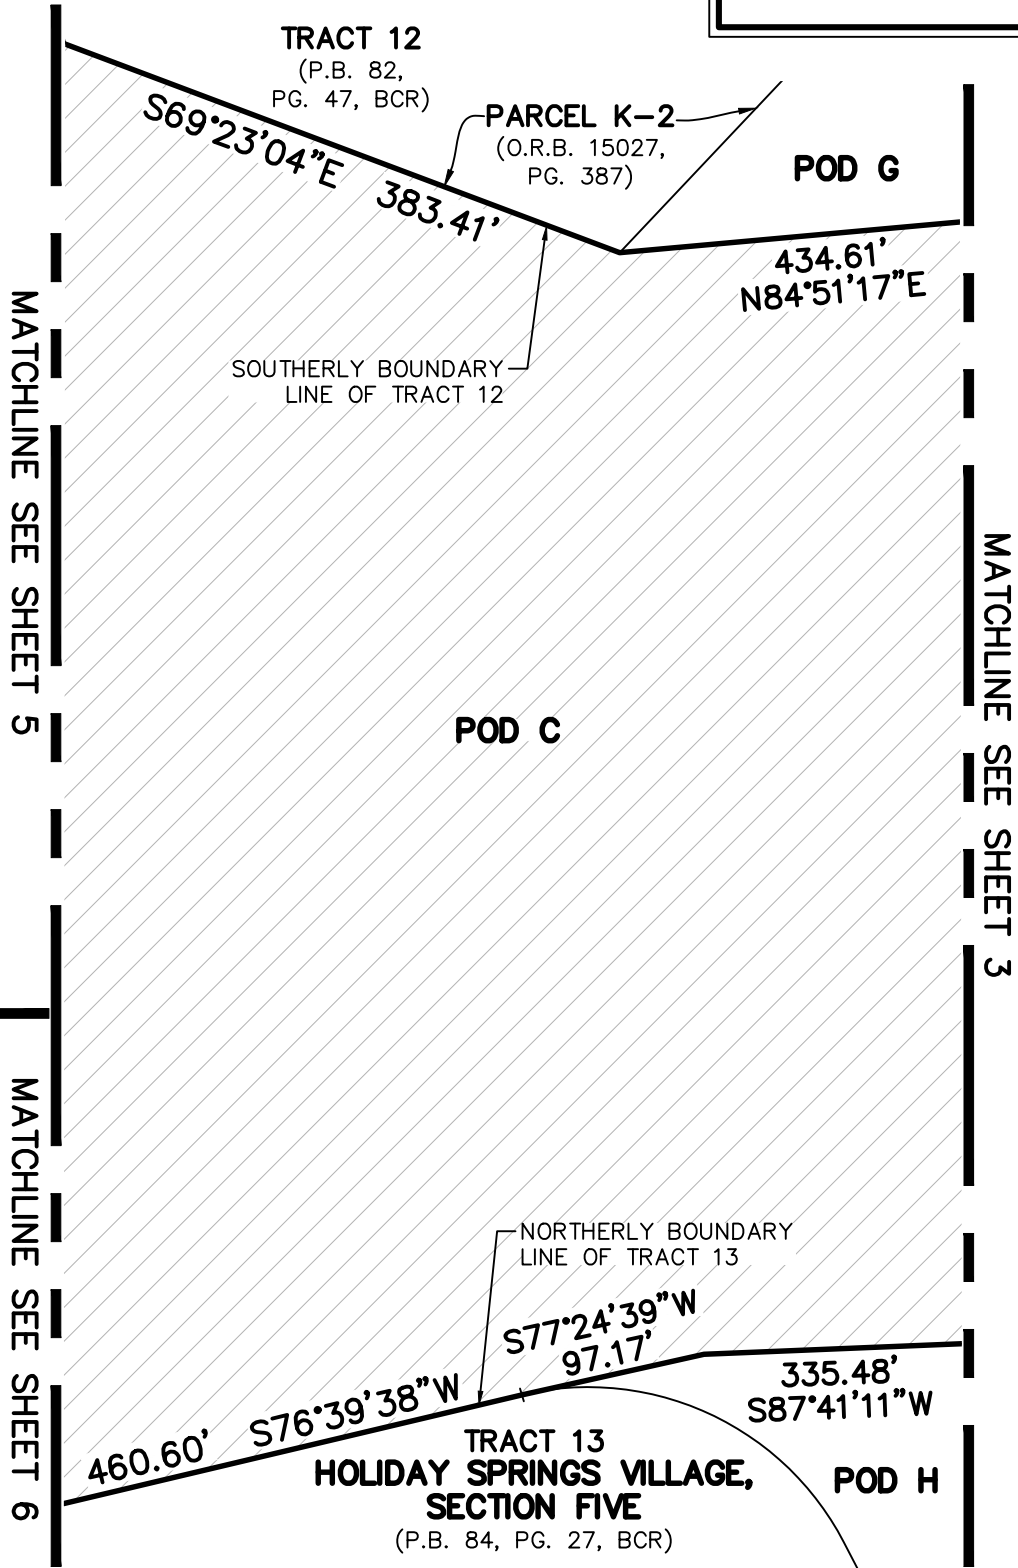 TRACT 12
(P.B. 82,
PG. 47, BCR)
PARCEL K-2
(O.R.B. 15027,
PG. 387)
POD G
S69°23'04"E 383.41'
434.61'
N84°51'17"E
SOUTHERLY BOUNDARY
LINE OF TRACT 12
MATCHLINE SEE SHEET 5
POD C
MATCHLINE SEE SHEET 3
MATCHLINE SEE SHEET 6
NORTHERLY BOUNDARY
LINE OF TRACT 13
S77°24'39"W
97.17'
335.48'
S87°41'11"W
460.60' S76°39'38"W
TRACT 13
HOLIDAY SPRINGS VILLAGE,
SECTION FIVE
(P.B. 84, PG. 27, BCR)
POD H